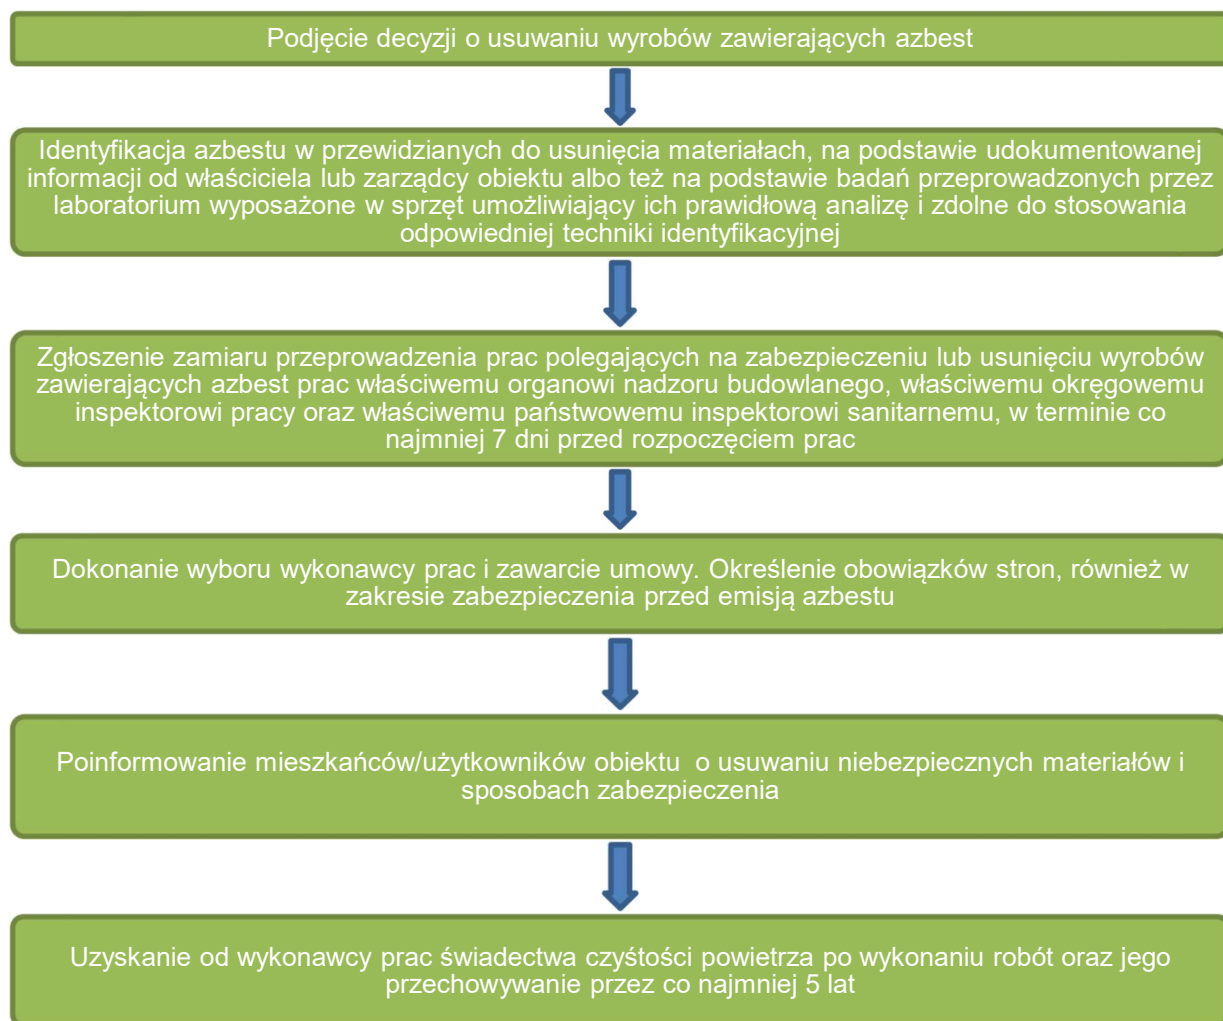 Podjęcie decyzji o usuwaniu wyrobów zawierających azbest
Identyfikacja azbestu w przewidzianych do usunięcia materiałach, na podstawie udokumentowanej
informacji od właściciela lub zarządcy obiektu albo też na podstawie badań przeprowadzonych przez
laboratorium wyposażone w sprzęt umożliwiający ich prawidłową analizę i zdolne do stosowania
odpowiedniej techniki identyfikacyjnej
Zgłoszenie zamiaru przeprowadzenia prac polegających na zabezpieczeniu lub usunięciu wyrobów
zawierających azbest prac właściwemu organowi nadzoru budowlanego, właściwemu okręgowemu
inspektorowi pracy oraz właściwemu państwowemu inspektorowi sanitarnemu, w terminie co
najmniej 7 dni przed rozpoczęciem prac
Dokonanie wyboru wykonawcy prac i zawarcie umowy. Określenie obowiązków stron, również w
zakresie zabezpieczenia przed emisją azbestu
Poinformowanie mieszkańców/użytkowników obiektu o usuwaniu niebezpiecznych materiałów i
sposobach zabezpieczenia
Uzyskanie od wykonawcy prac świadectwa czyśtości powietrza po wykonaniu robót oraz jego
przechowywanie przez co najmniej 5 lat